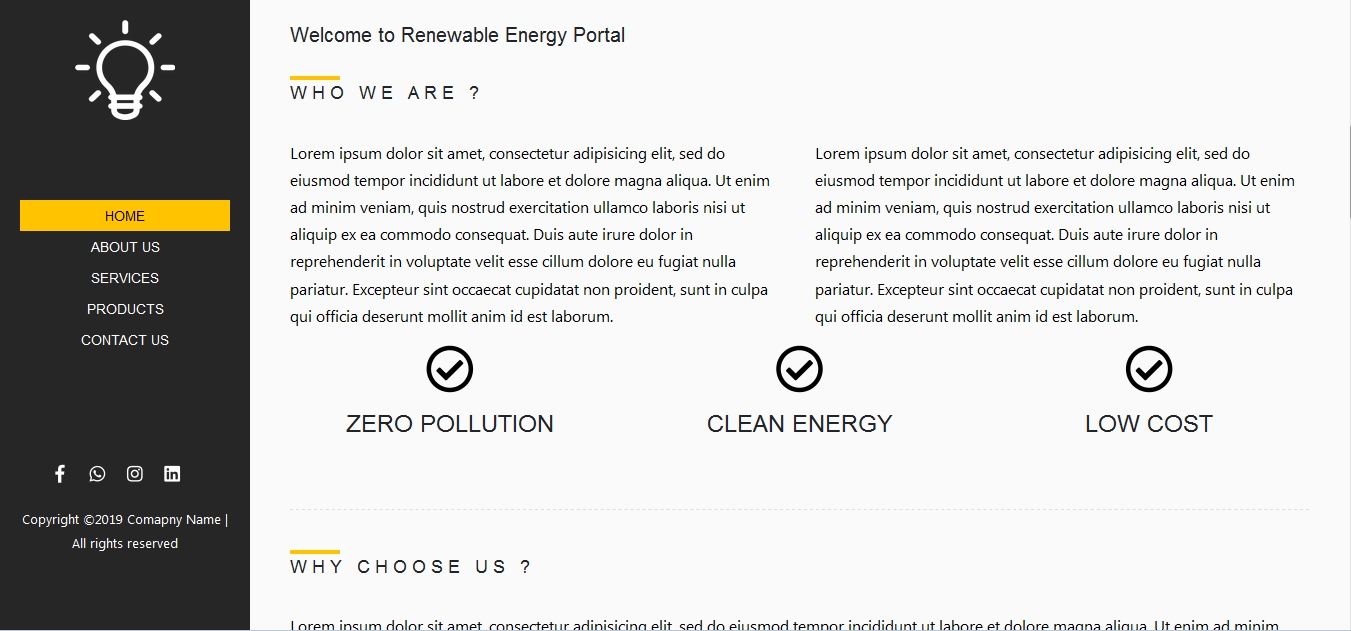 HOME
ABOUT US
SERVICES
PRODUCTS
CONTACT US
Copyright ©2019 Comapny Name |
All rights reserved
Welcome to Renewable Energy Portal
WHO WE ARE ?
Lorem ipsum dolor sit amet, consectetur adipisicing elit, sed do
eiusmod tempor incididunt ut labore et dolore magna aliqua. Ut enim
ad minim veniam, quis nostrud exercitation ullamco laboris nisi ut
aliquip ex ea commodo consequat. Duis aute irure dolor in
reprehenderit in voluptate velit esse cillum dolore eu fugiat nulla
pariatur. Excepteur sint occaecat cupidatat non proident, sunt in culpa
qui officia deserunt mollit anim id est laborum.
Lorem ipsum dolor sit amet, consectetur adipisicing elit, sed do
eiusmod tempor incididunt ut labore et dolore magna aliqua. Ut enim
ad minim veniam, quis nostrud exercitation ullamco laboris nisi ut
aliquip ex ea commodo consequat. Duis aute irure dolor in
reprehenderit in voluptate velit esse cillum dolore eu fugiat nulla
pariatur. Excepteur sint occaecat cupidatat non proident, sunt in culpa
qui officia deserunt mollit anim id est laborum.
ZERO POLLUTION
CLEAN ENERGY
LOW COST
WHY CHOOSE US ?
Lorem ipsum dolor sit amet, consectetur adipisicing elit, sed do eiusmod tempor incididunt ut labore et dolore magna aliqua. Ut enim ad minim